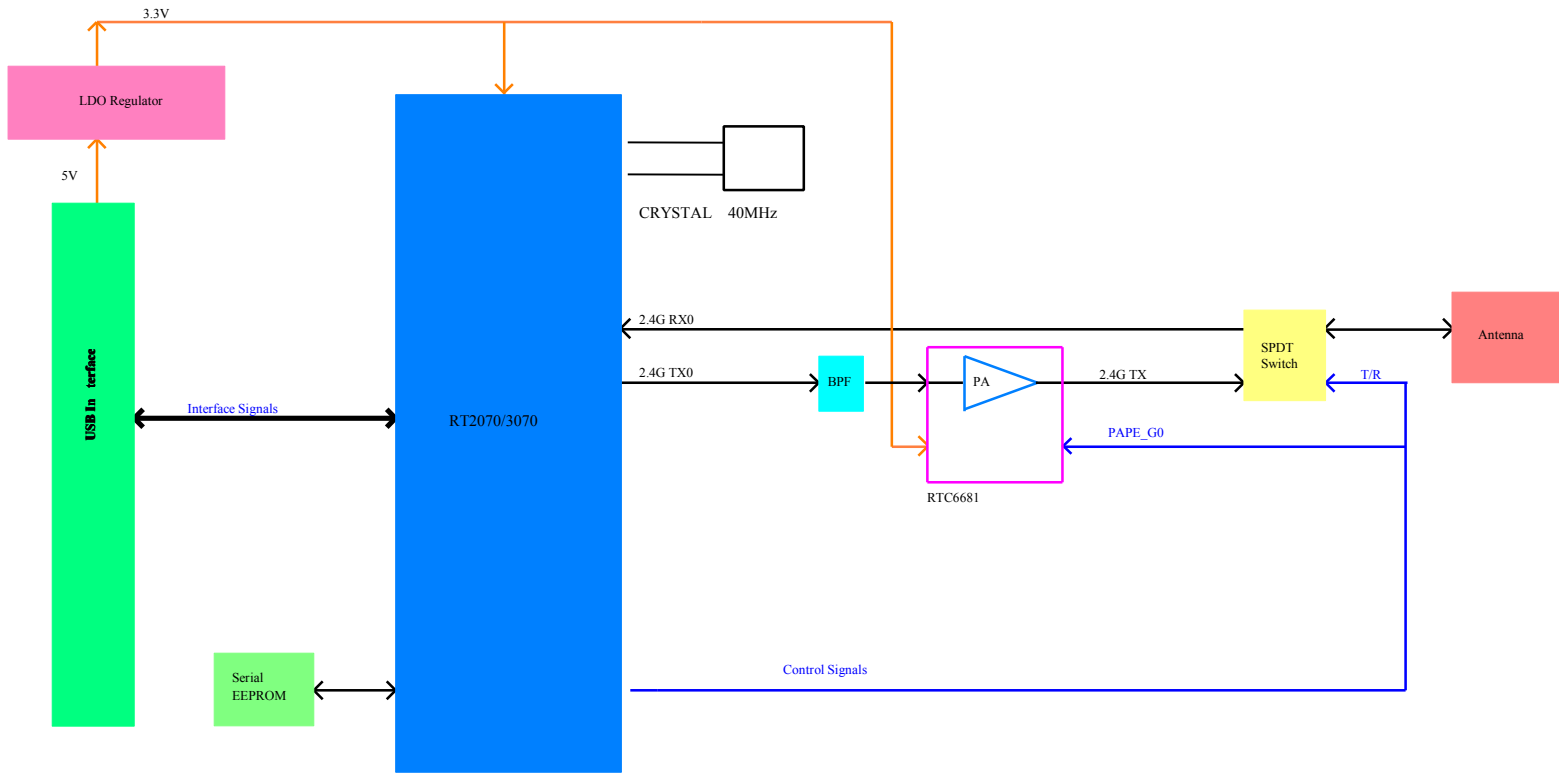 3.3V
LDO Regulator
5V
CRYSTAL 40MHz
2.4G RX0
SPDT
Switch
Antenna
2.4G TX0
BPF
PA
2.4G TX
T/R
USB In terface
Interface Signals
RT2070/3070
PAPE_G0
RTC6681
Serial
EEPROM
Control Signals